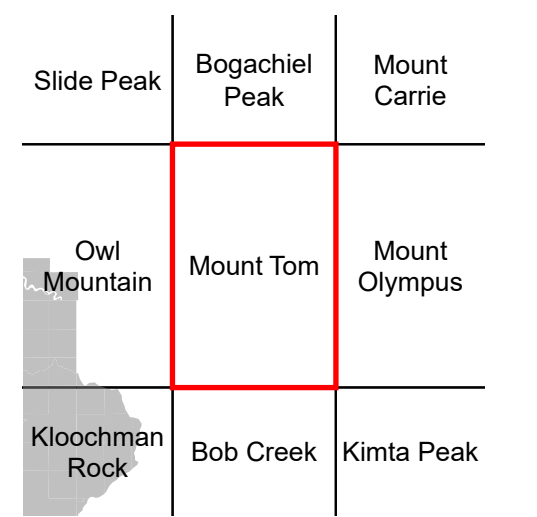 Slide Peak
Bogachiel
Peak
Mount
Carrie
Owl
Mountain
Mount Tom
Mount
Olympus
Kloochman
Rock
Bob Creek
Kimta Peak